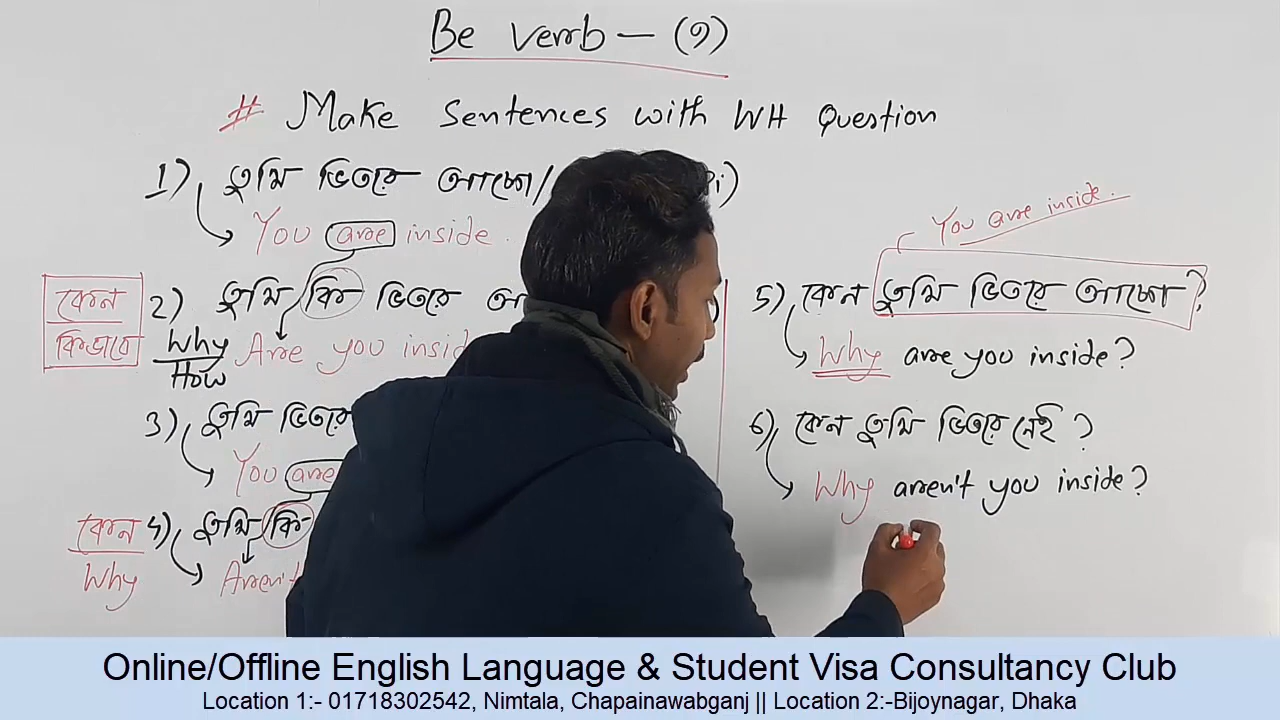 Be verb – (১)
# Make Sentences with WH Question
1) তুমি ভিতরে আছো/
You are inside.
কেন
কিভাবে
2) তুমি কি ভিতরে
Why
How
Are you insid
3) তুমি ভিতরে
You are
কেন
Why
4) তুমি কি
Aren't
You are inside.
5) কেন তুমি ভিতরে আছো?
Why are you inside?
6) কেন তুমি ভিতরে নেই?
Why aren't you inside?
Online/Offline English Language & Student Visa Consultancy Club
Location 1:- 01718302542, Nimtala, Chapainawabganj || Location 2:-Bijoynagar, Dhaka